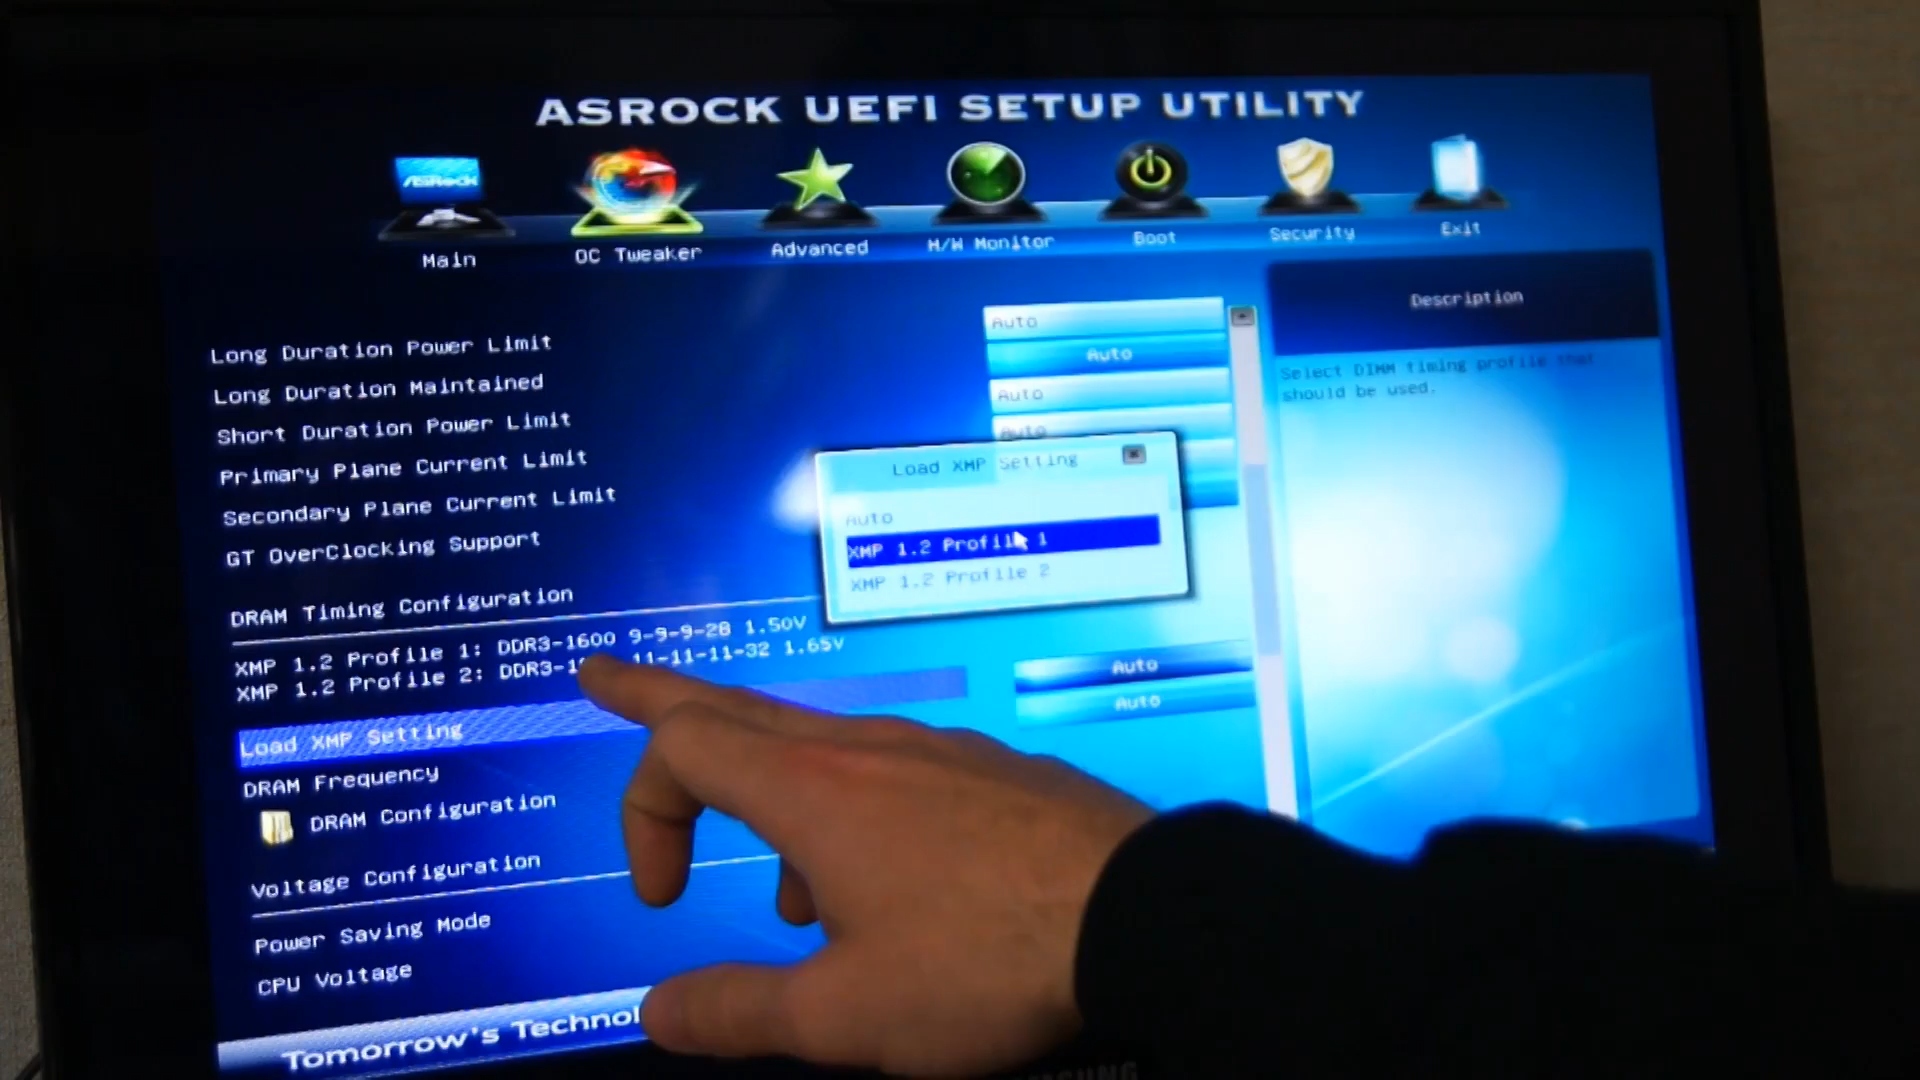 ASROCK UEFI SETUP UTILITY
ASRock
Main
OC Tweaker
Advanced
H/W Monitor
Boot
Security
Exit
Description
Select DIMM timing profile that
should be used.
Long Duration Power Limit
Auto
Long Duration Maintained
Auto
Short Duration Power Limit
Auto
Primary Plane Current Limit
Auto
Secondary Plane Current Limit
GT OverClocking Support
Load XMP Setting
Auto
XMP 1.2 Profile 1
XMP 1.2 Profile 2
DRAM Timing Configuration
XMP 1.2 Profile 1: DDR3-1600 9-9-9-28 1.50V
XMP 1.2 Profile 2: 11-11-11-32 1.65V
Load XMP Setting
Auto
DRAM Frequency
Auto
DRAM Configuration
Voltage Configuration
Power Saving Mode
CPU Voltage
Tomorrow's